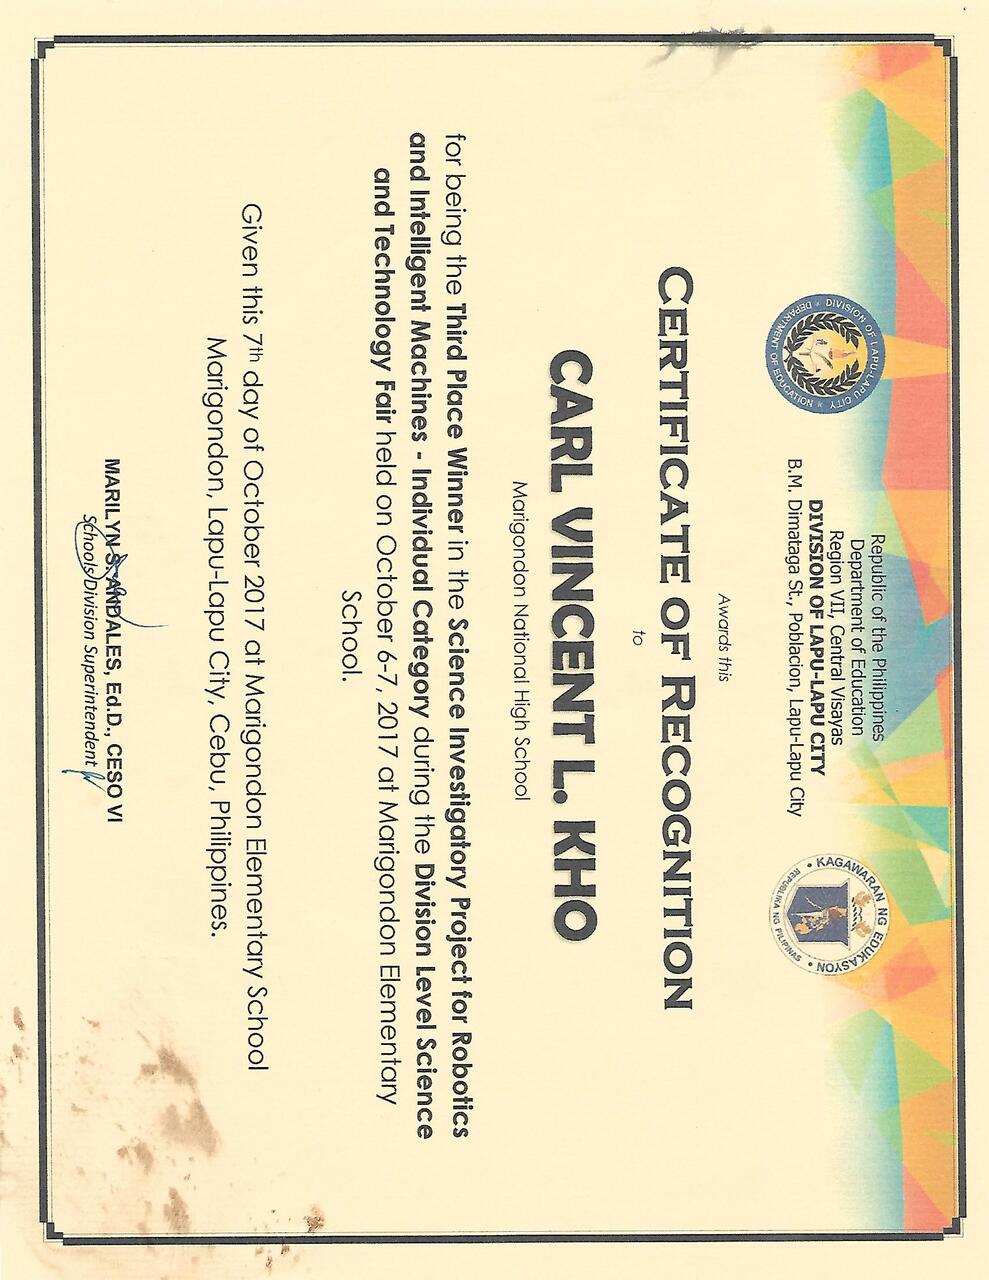 Republic of the Philippines
Department of Education
Region VII, Central Visayas
DIVISION OF LAPU-LAPU CITY
B.M. Dimataga St., Poblacion, Lapu-Lapu City
DIVISION OF LAPU-LAPU CITY
DEPARTMENT OF EDUCATION
KAGAWARAN NG EDUKASYON
REPUBLIKA NG PILIPINAS
Awards this
CERTIFICATE OF RECOGNITION
to
CARL VINCENT L. KHO
Marigondon National High School
for being the Third Place Winner in the Science Investigatory Project for Robotics
and Intelligent Machines - Individual Category during the Division Level Science
and Technology Fair held on October 6-7, 2017 at Marigondon Elementary
School.
Given this 7th day of October 2017 at Marigondon Elementary School
Marigondon, Lapu-Lapu City, Cebu, Philippines.
MARILYN S. ANDALES, Ed.D., CESO VI
Schools Division Superintendent